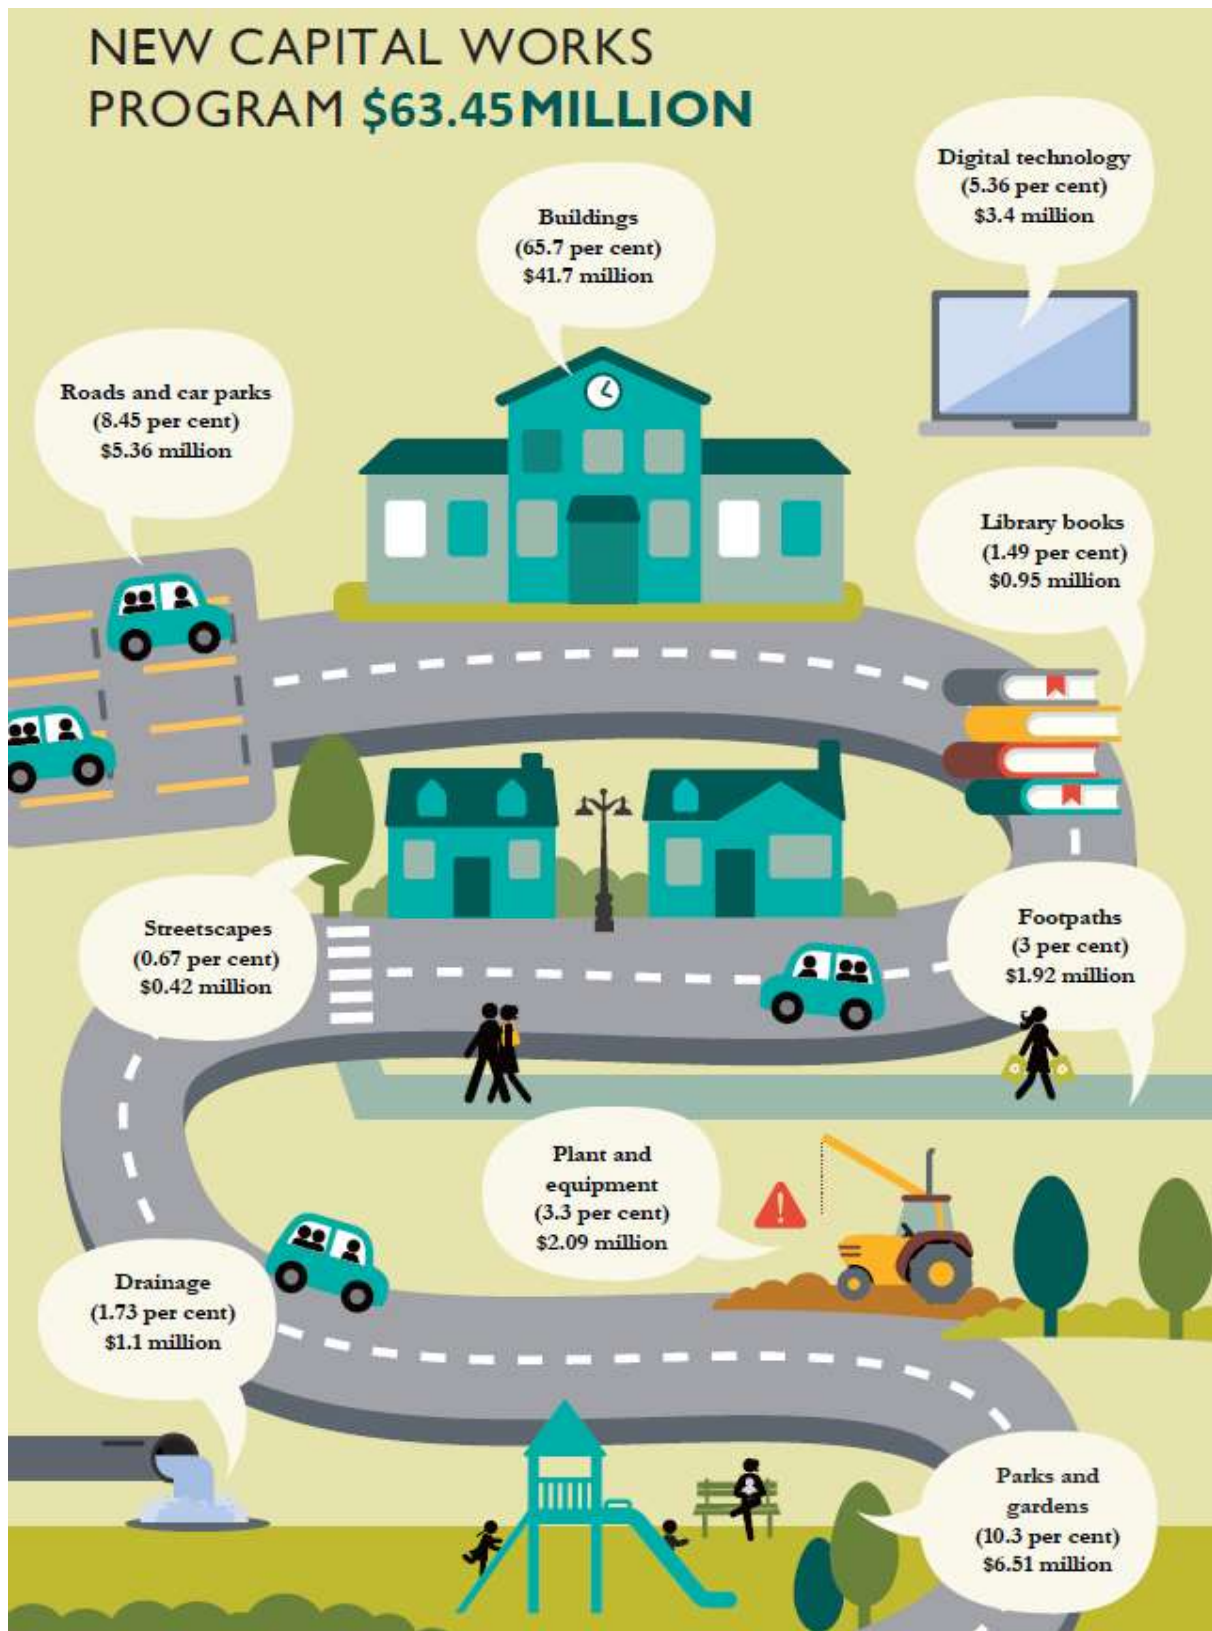 NEW CAPITAL WORKS
PROGRAM $63.45 MILLION
Digital technology
(5.36 per cent)
$3.4 million
Buildings
(65.7 per cent)
$41.7 million
Roads and car parks
(8.45 per cent)
$5.36 million
Library books
(1.49 per cent)
$0.95 million
Streetscapes
(0.67 per cent)
$0.42 million
Footpaths
(3 per cent)
$1.92 million
Plant and
equipment
(3.3 per cent)
$2.09 million
Drainage
(1.73 per cent)
$1.1 million
Parks and
gardens
(10.3 per cent)
$6.51 million